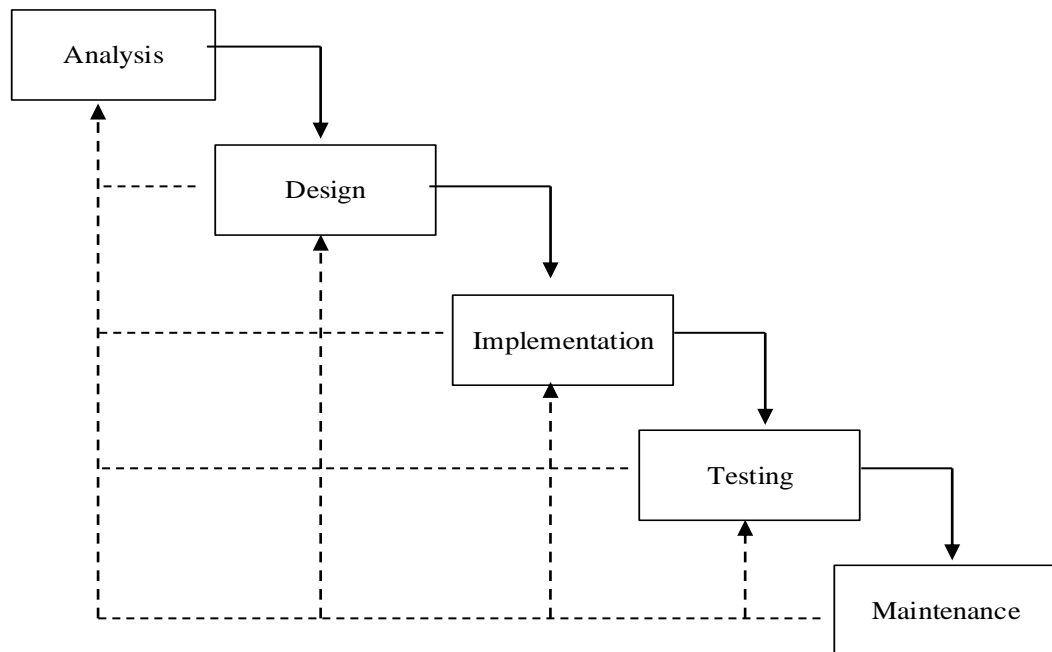 Analysis
Design
Implementation
Testing
Maintenance